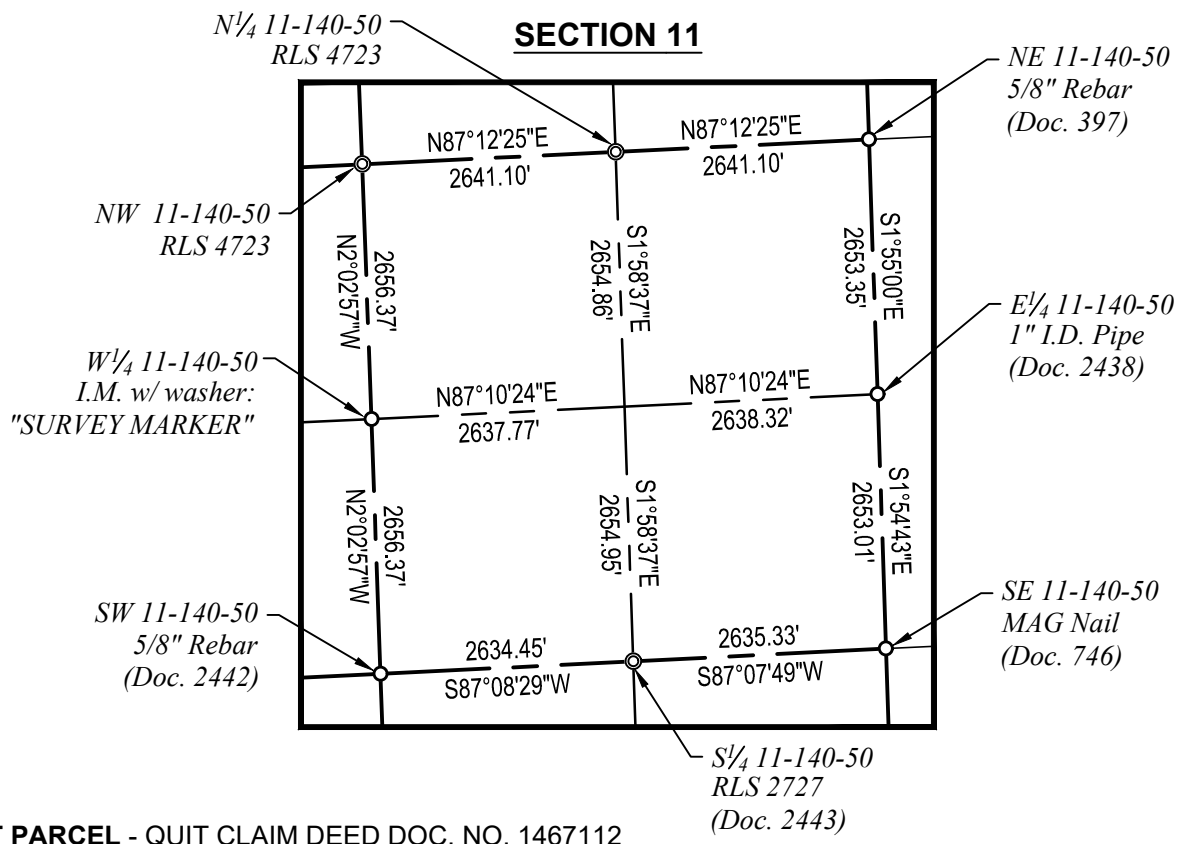 N¼ 11-140-50
RLS 4723
SECTION 11
NE 11-140-50
5/8" Rebar
(Doc. 397)
N87°12'25"E
2641.10'
N87°12'25"E
2641.10'
NW 11-140-50
RLS 4723
2656.37'
N2°02'57"W
S1°58'37"E
2654.86'
S1°55'00"E
2653.35'
E¼ 11-140-50
1" I.D. Pipe
(Doc. 2438)
W¼ 11-140-50
I.M. w/ washer:
"SURVEY MARKER"
N87°10'24"E
2637.77'
N87°10'24"E
2638.32'
2656.37'
N2°02'57"W
S1°58'37"E
2654.95'
S1°54'43"E
2653.01'
SW 11-140-50
5/8" Rebar
(Doc. 2442)
2634.45'
S87°08'29"W
2635.33'
S87°07'49"W
SE 11-140-50
MAG Nail
(Doc. 746)
S¼ 11-140-50
RLS 2727
(Doc. 2443)
PARCEL - QUIT CLAIM DEED DOC. NO. 1467112